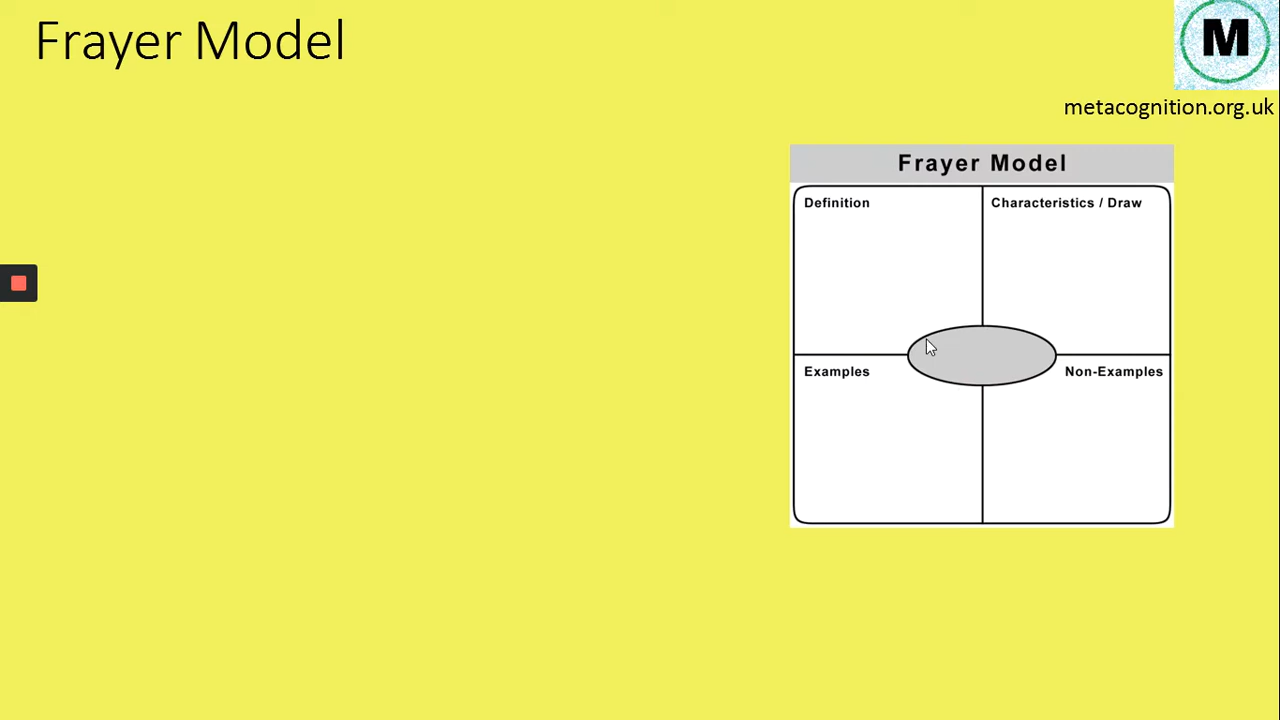 Frayer Model
M
metacognition.org.uk
Frayer Model
Definition
Characteristics / Draw
Examples
Non-Examples